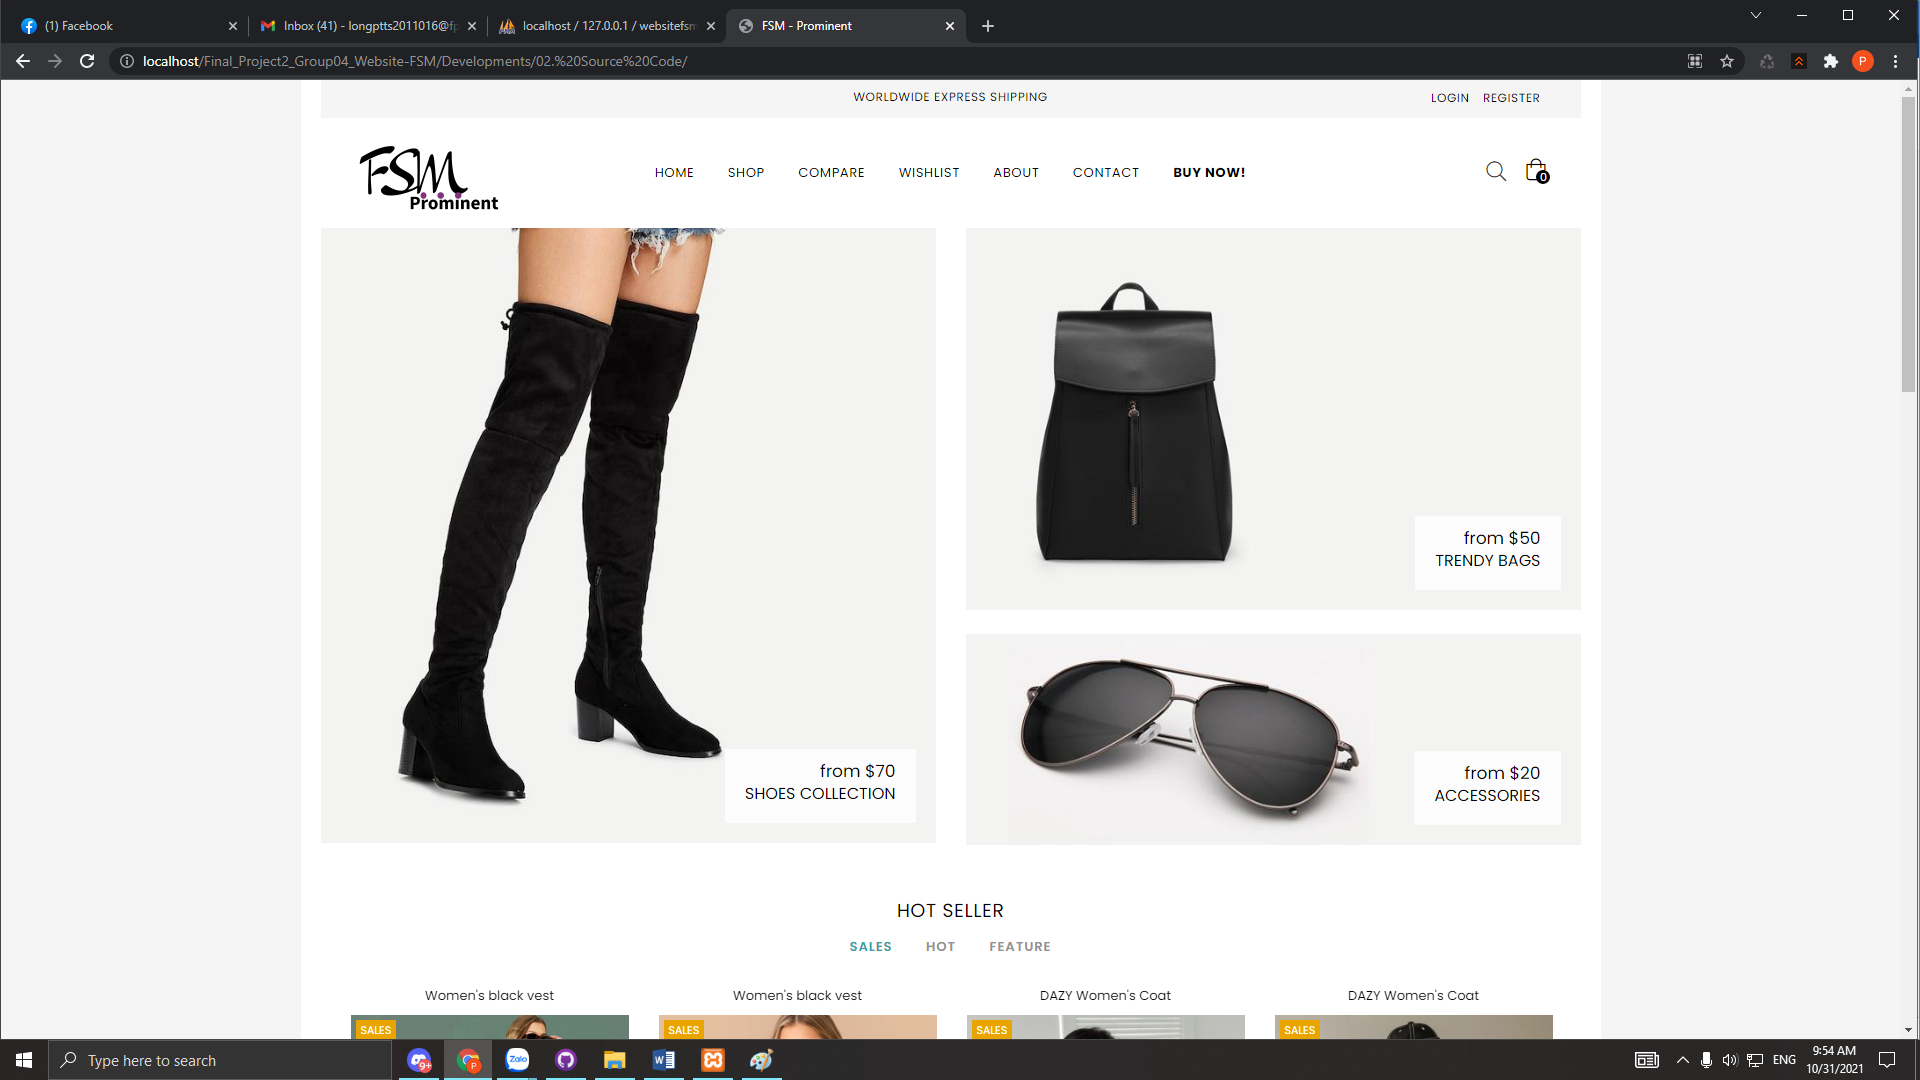 (1) Facebook
Inbox (41) - longptts2011016@fp
localhost / 127.0.0.1 / websitefsm
FSM - Prominent
localhost/Final_Project2_Group04_Website-FSM/Developments/02.%20Source%20Code/
P
WORLDWIDE EXPRESS SHIPPING
LOGIN REGISTER
FSM
Prominent
HOME SHOP COMPARE WISHLIST ABOUT CONTACT BUY NOW!
0
from $50
TRENDY BAGS
from $70
SHOES COLLECTION
from $20
ACCESSORIES
HOT SELLER
SALES HOT FEATURE
Women's black vest
Women's black vest
DAZY Women's Coat
DAZY Women's Coat
SALES
SALES
SALES
SALES
Type here to search
9+
P
Zalo
ENG
9:54 AM
10/31/2021